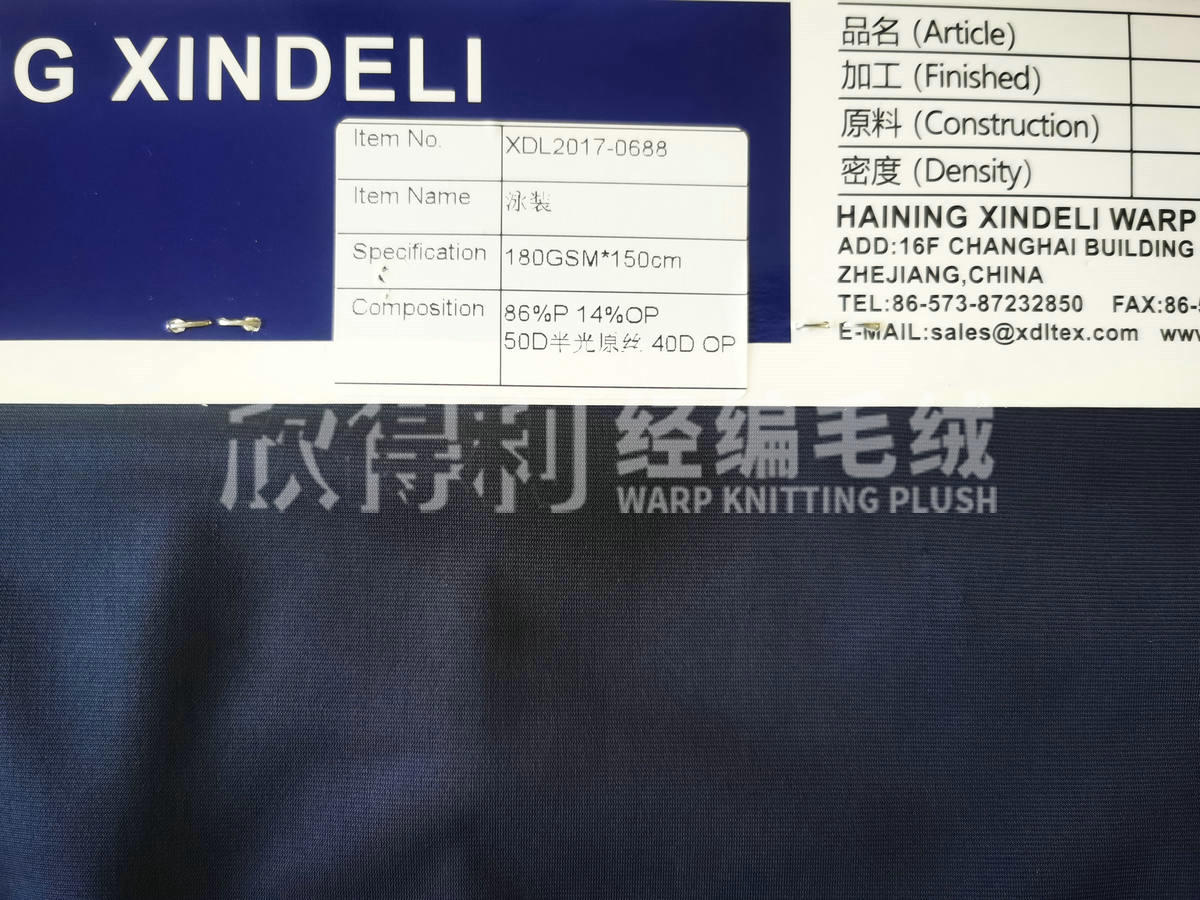 G XINDELI
Item No. XDL2017-0688
Item Name 泳装
Specification 180GSM*150cm
Composition 86%P 14%OP
50D半光原丝 40D OP
品名 (Article)
加工 (Finished)
原料 (Construction)
密度 (Density)
HAINING XINDELI WARP
ADD:16F CHANGHAI BUILDING
ZHEJIANG,CHINA
TEL:86-573-87232850 FAX:86-
E-MAIL:sales@xdltex.com www
欣得利 经编毛绒
WARP KNITTING PLUSH